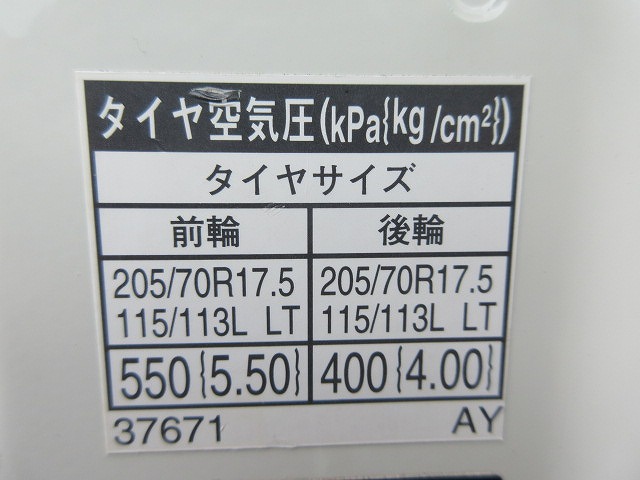 タイヤ空気圧(kPa{kg/cm²})
タイヤサイズ
前輪 後輪
205/70R17.5 205/70R17.5
115/113L LT 115/113L LT
550{5.50} 400{4.00}
37671 AY